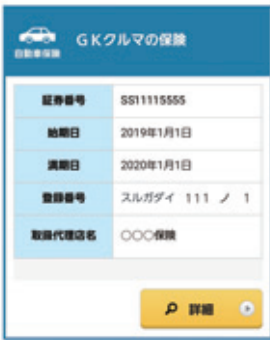 GKクルマの保険
自動車保険
証券番号 SS11115555
始期日 2019年1月1日
満期日 2020年1月1日
登録番号 スルガダイ 111 ノ 1
取扱代理店名 〇〇〇保険
詳細